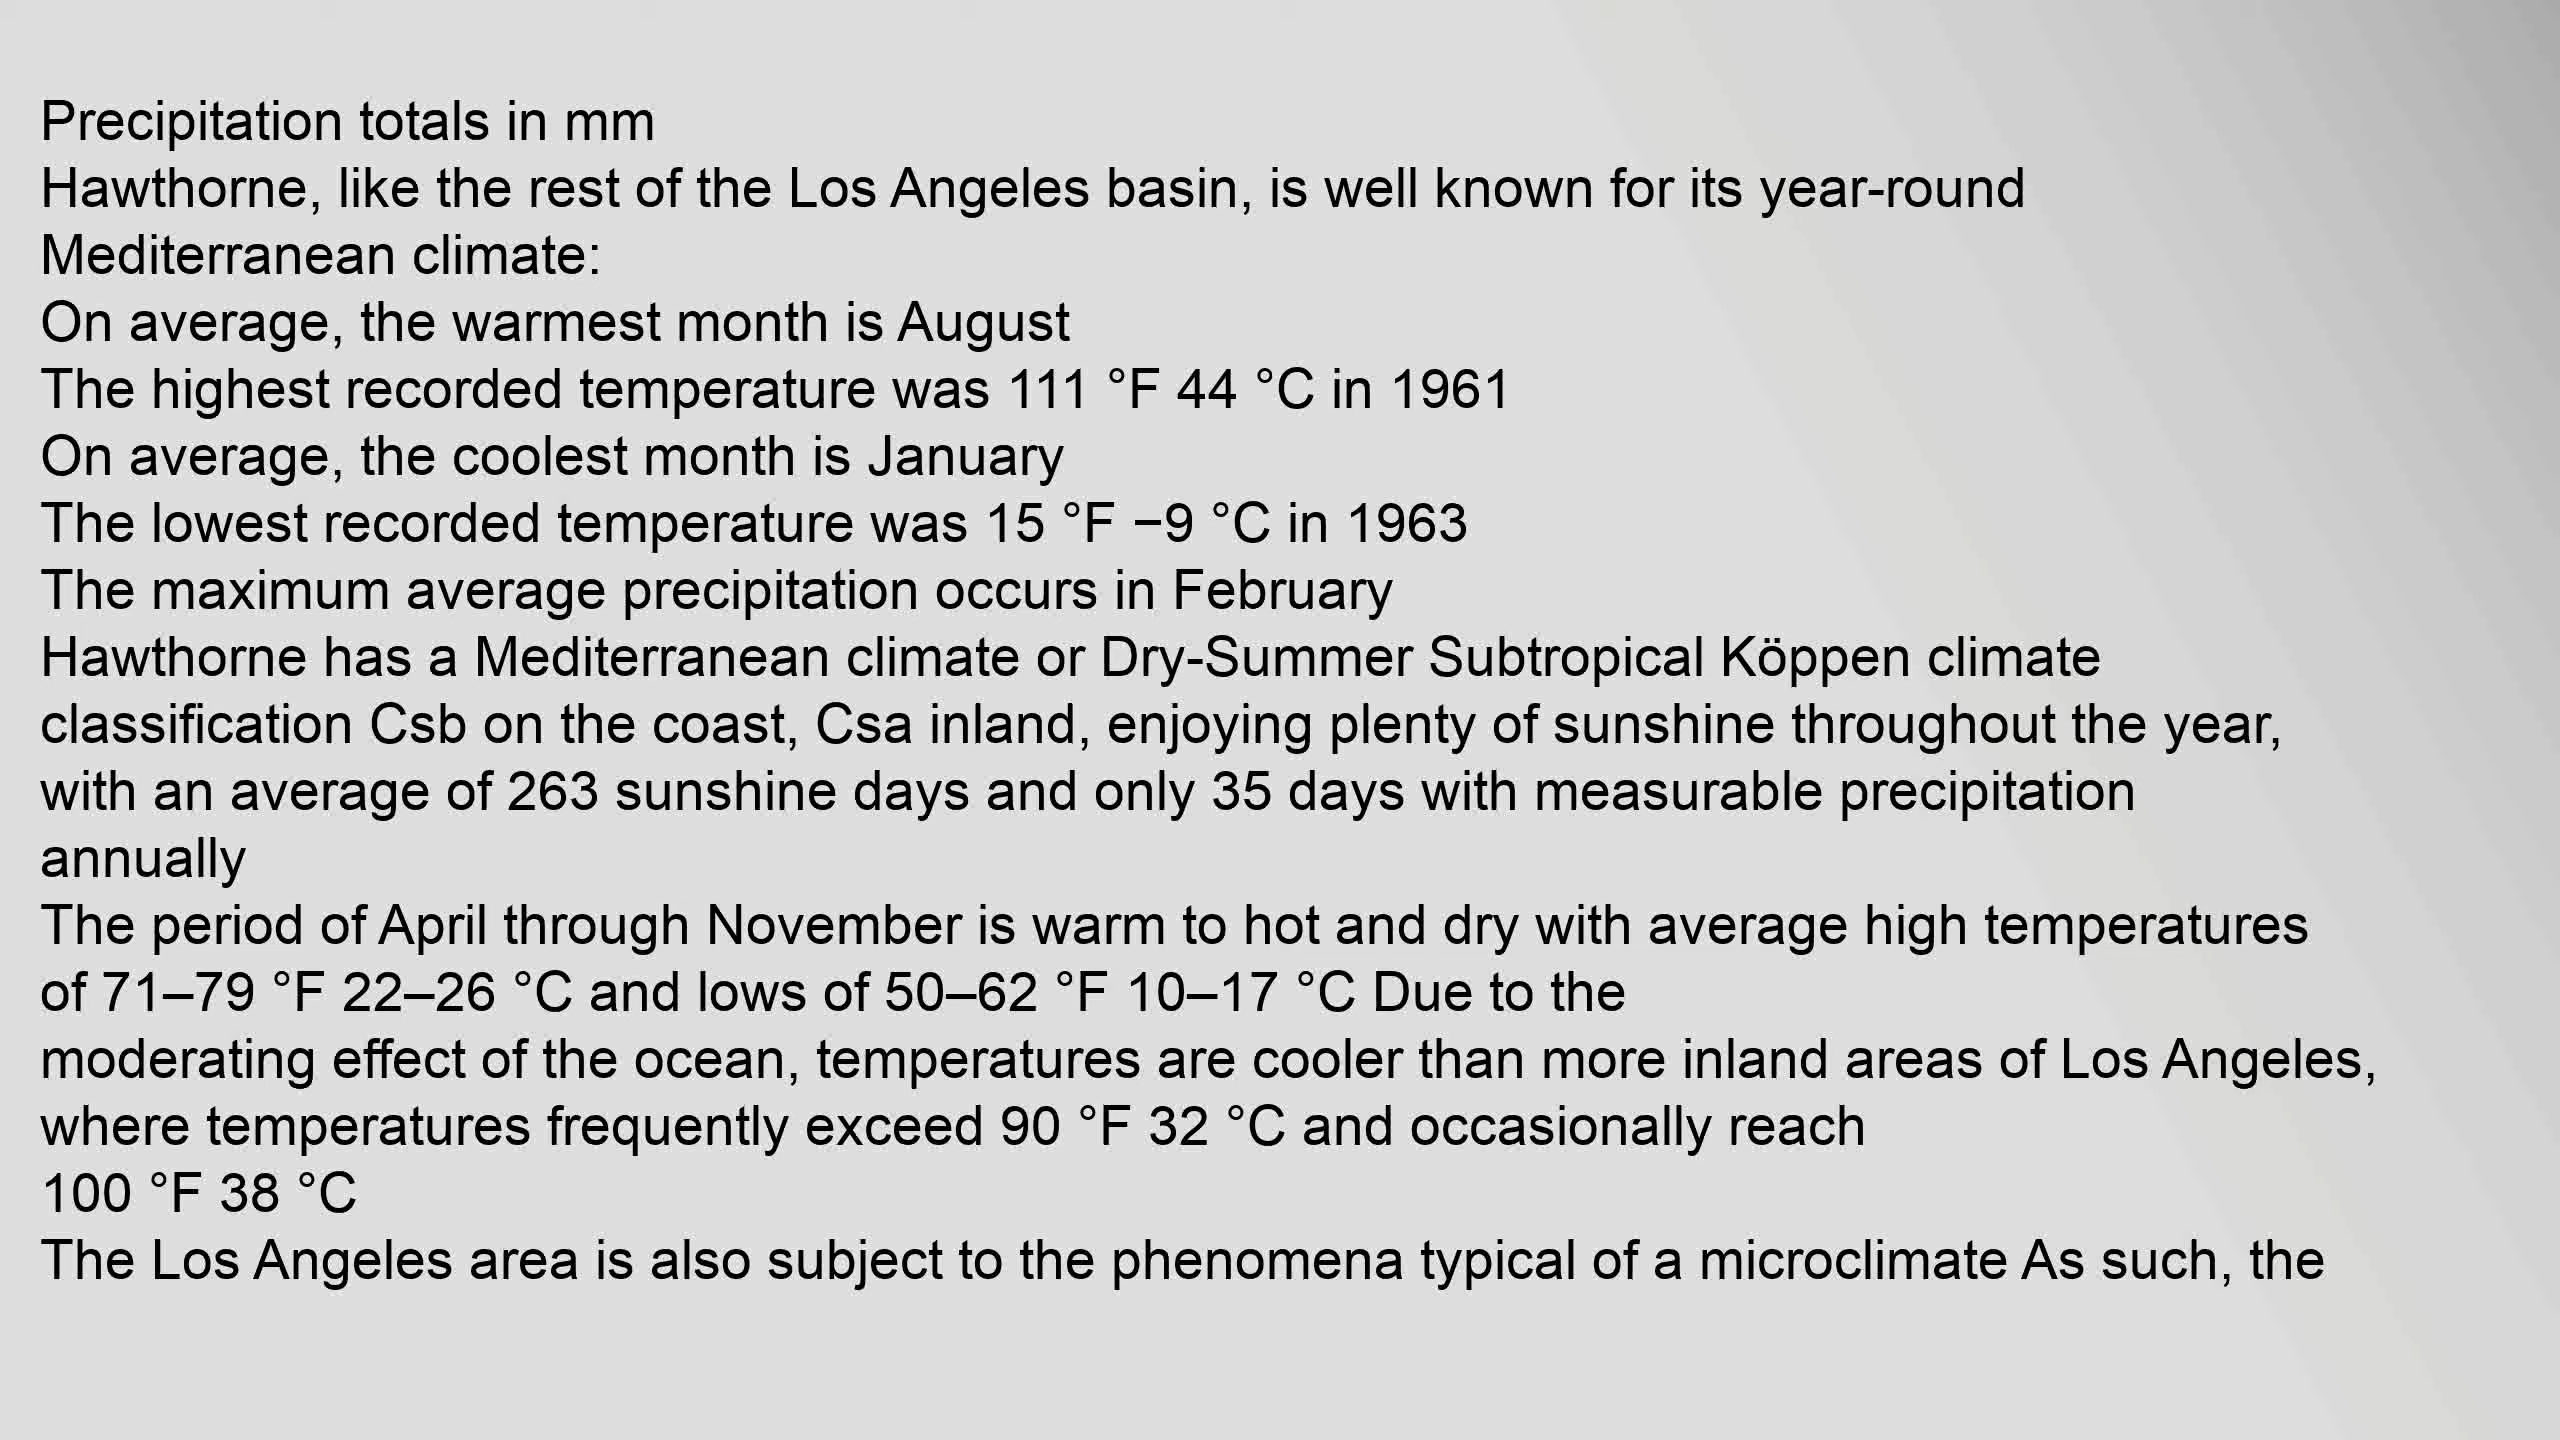 Precipitation totals in mm
Hawthorne, like the rest of the Los Angeles basin, is well known for its year-round
Mediterranean climate:
On average, the warmest month is August
The highest recorded temperature was 111 °F 44 °C in 1961
On average, the coolest month is January
The lowest recorded temperature was 15 °F −9 °C in 1963
The maximum average precipitation occurs in February
Hawthorne has a Mediterranean climate or Dry-Summer Subtropical Köppen climate
classification Csb on the coast, Csa inland, enjoying plenty of sunshine throughout the year,
with an average of 263 sunshine days and only 35 days with measurable precipitation
annually
The period of April through November is warm to hot and dry with average high temperatures
of 71–79 °F 22–26 °C and lows of 50–62 °F 10–17 °C Due to the
moderating effect of the ocean, temperatures are cooler than more inland areas of Los Angeles,
where temperatures frequently exceed 90 °F 32 °C and occasionally reach
100 °F 38 °C
The Los Angeles area is also subject to the phenomena typical of a microclimate As such, the